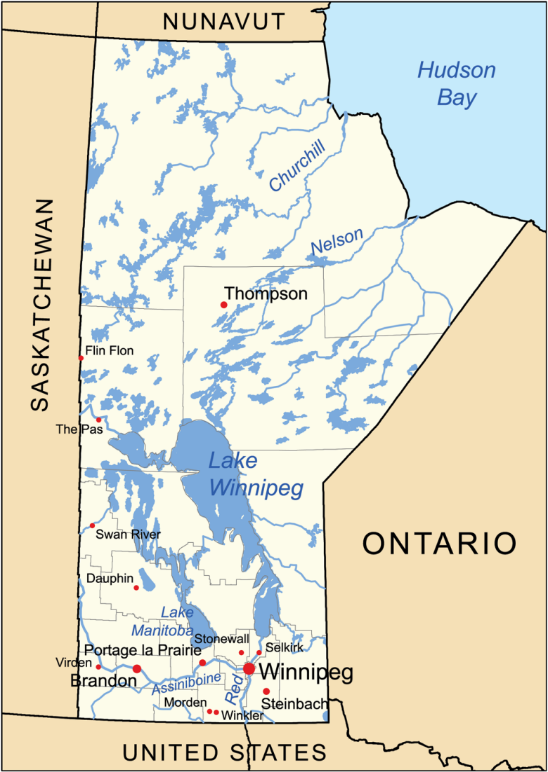 NUNAVUT
Hudson
Bay
Churchill
SASKATCHEWAN
Nelson
Thompson
Flin Flon
The Pas
Lake
Winnipeg
Swan River
ONTARIO
Dauphin
Lake
Manitoba
Stonewall
Selkirk
Portage la Prairie
Virden
Brandon
Winnipeg
Assiniboine
Red
Steinbach
Morden
Winkler
UNITED STATES